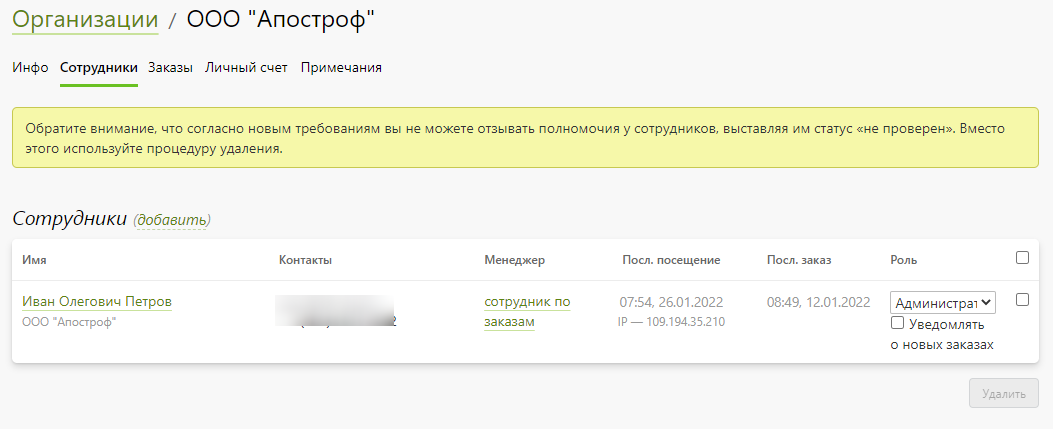 Организации / ООО "Апостроф"
Инфо Сотрудники Заказы Личный счет Примечания
Обратите внимание, что согласно новым требованиям вы не можете отзывать полномочия у сотрудников, выставляя им статус «не проверен». Вместо
этого используйте процедуру удаления.
Сотрудники (добавить)
Имя Контакты Менеджер Посл. посещение Посл. заказ Роль
Иван Олегович Петров сотрудник по 07:54, 26.01.2022 08:49, 12.01.2022 Администрат
ООО "Апостроф" заказам IP — 109.194.35.210 Уведомлять
о новых заказах
Удалить